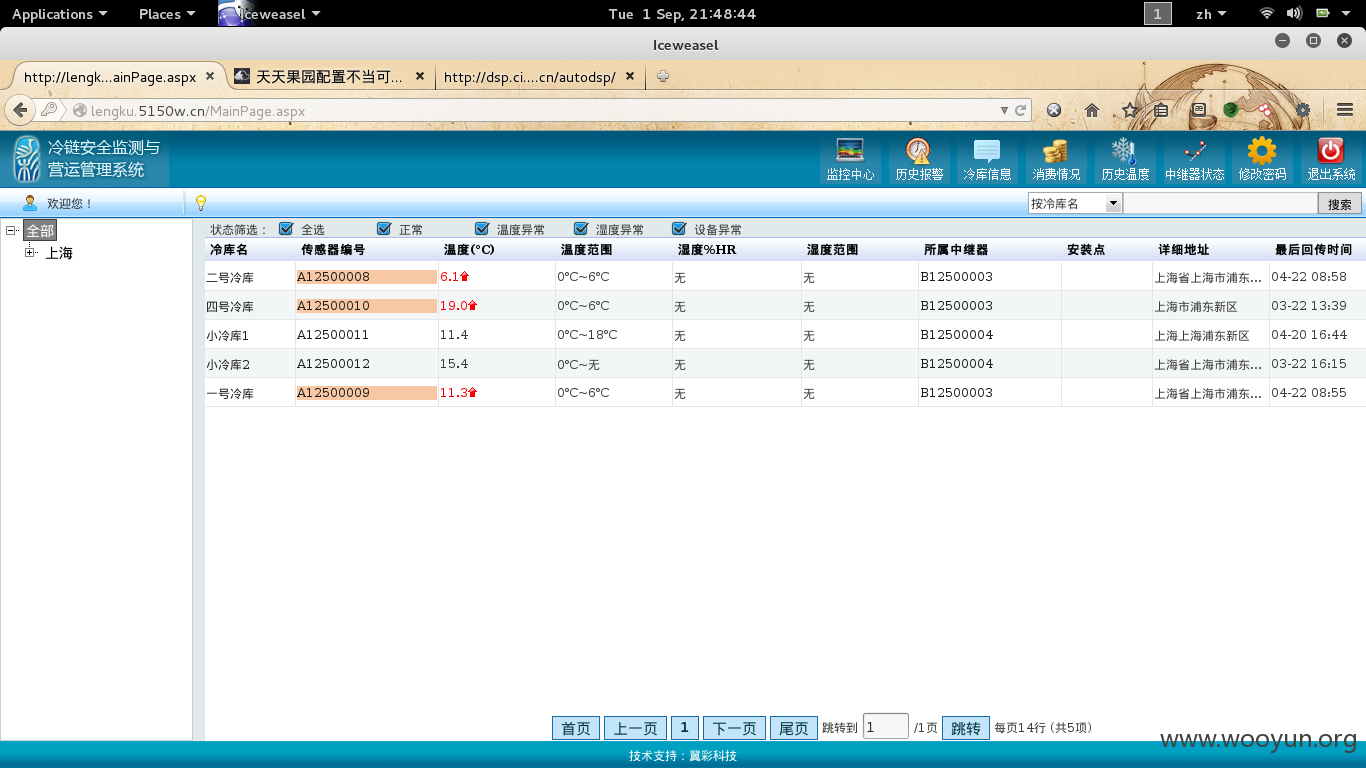 Applications Places Iceweasel Tue 1 Sep, 21:48:44 1 zh
Iceweasel
http://lengk...ainPage.aspx 天天果园配置不当可... http://dsp.ci....cn/autodsp/
lengku.5150w.cn/MainPage.aspx
冷链安全监测与
营运管理系统
监控中心 历史报警 冷库信息 消费情况 历史温度 中继器状态 修改密码 退出系统
欢迎您！ 按冷库名 搜索
全部
上海
状态筛选： 全选 正常 温度异常 湿度异常 设备异常
冷库名 传感器编号 温度(°C) 温度范围 湿度%HR 湿度范围 所属中继器 安装点 详细地址 最后回传时间
二号冷库 A12500008 6.1 0°C~6°C 无 无 B12500003 上海省上海市浦东... 04-22 08:58
四号冷库 A12500010 19.0 0°C~6°C 无 无 B12500003 上海市浦东新区 03-22 13:39
小冷库1 A12500011 11.4 0°C~18°C 无 无 B12500004 上海上海浦东新区 04-20 16:44
小冷库2 A12500012 15.4 0°C~无 无 无 B12500004 上海省上海市浦东... 03-22 16:15
一号冷库 A12500009 11.3 0°C~6°C 无 无 B12500003 上海省上海市浦东... 04-22 08:55
首页 上一页 1 下一页 尾页 跳转到 1 /1页 跳转 每页14行 (共5项)
www.wooyun.org
技术支持：翼彩科技